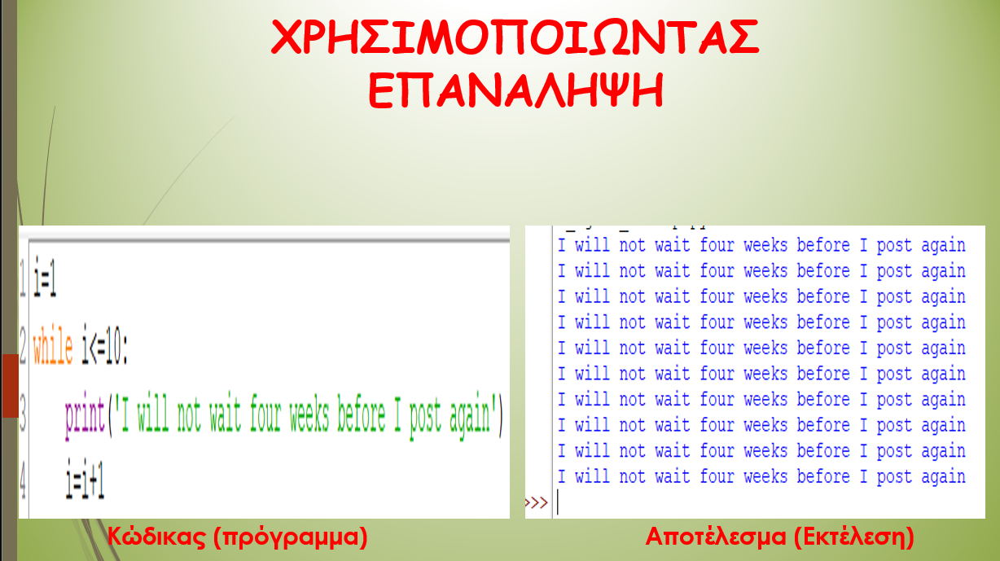 ΧΡΗΣΙΜΟΠΟΙΩΝΤΑΣ
ΕΠΑΝΑΛΗΨΗ
1 i=1
2 while i<=10:
3 print('I will not wait four weeks before I post again')
4 i=i+1
I will not wait four weeks before I post again
I will not wait four weeks before I post again
I will not wait four weeks before I post again
I will not wait four weeks before I post again
I will not wait four weeks before I post again
I will not wait four weeks before I post again
I will not wait four weeks before I post again
I will not wait four weeks before I post again
I will not wait four weeks before I post again
I will not wait four weeks before I post again
>>>
Κώδικας (πρόγραμμα)
Αποτέλεσμα (Εκτέλεση)